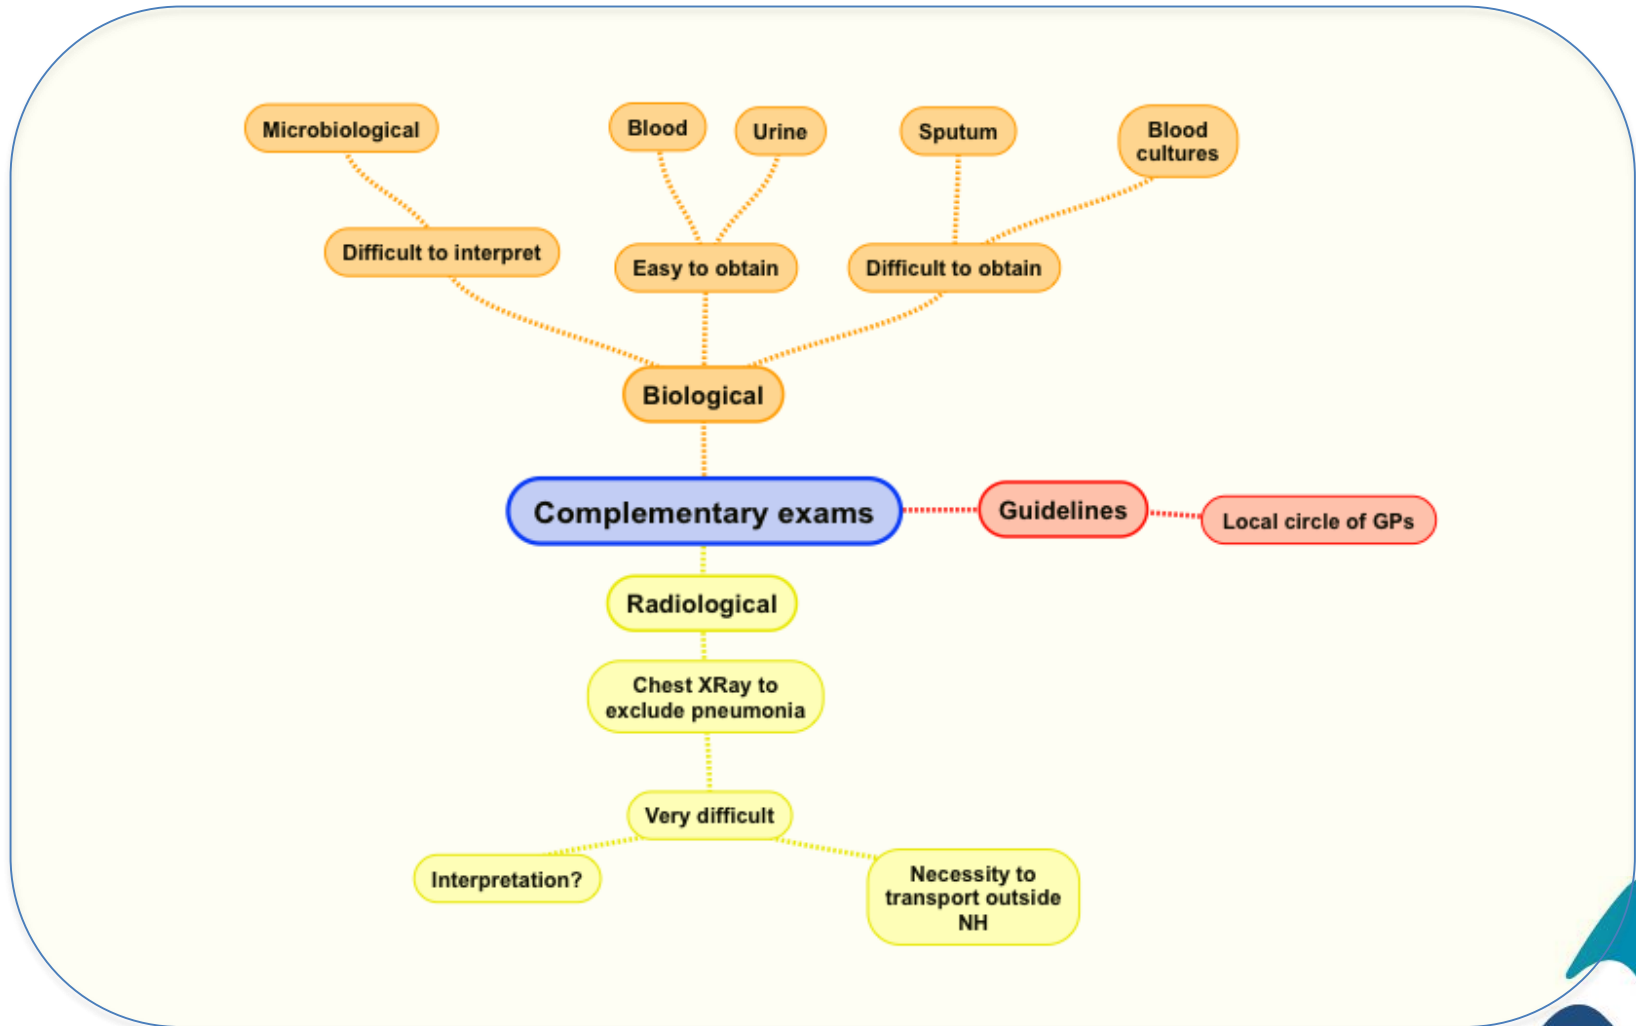 Microbiological
Blood
Urine
Sputum
Blood
cultures
Difficult to interpret
Easy to obtain
Difficult to obtain
Biological
Complementary exams
Guidelines
Local circle of GPs
Radiological
Chest XRay to
exclude pneumonia
Very difficult
Interpretation?
Necessity to
transport outside
NH